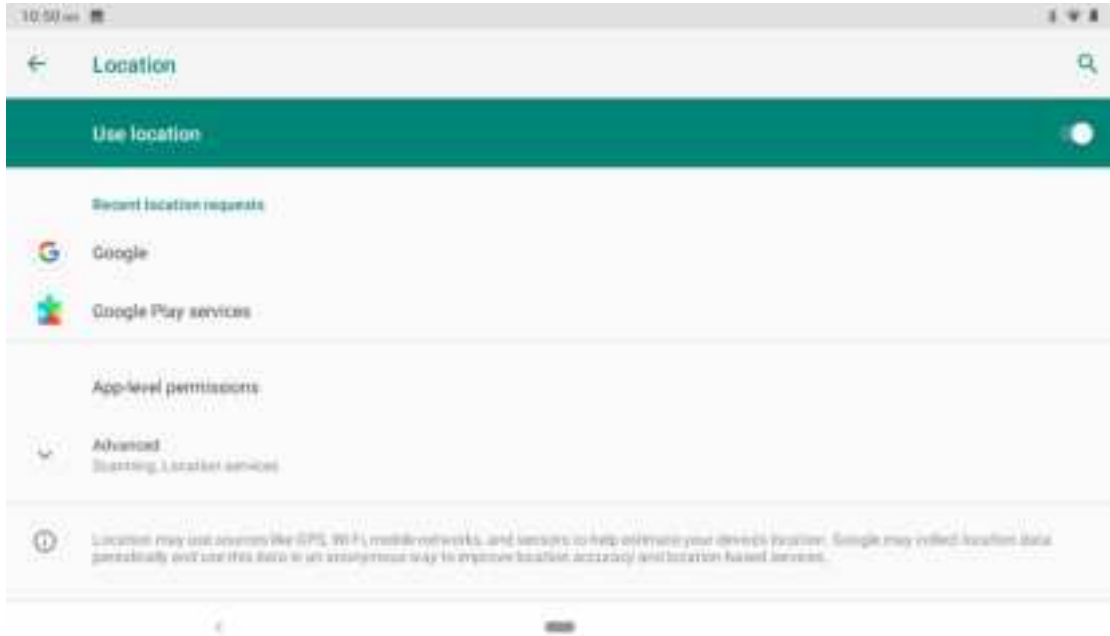 10:50 AM
Location
Use location
Recent location requests
Google
Google Play services
App-level permissions
Advanced
Scanning, Location services
Location may use sources like GPS, Wi-Fi, mobile networks, and sensors to help estimate your device's location. Google may collect location data
periodically and use this data in an anonymous way to improve location accuracy and location-based services.